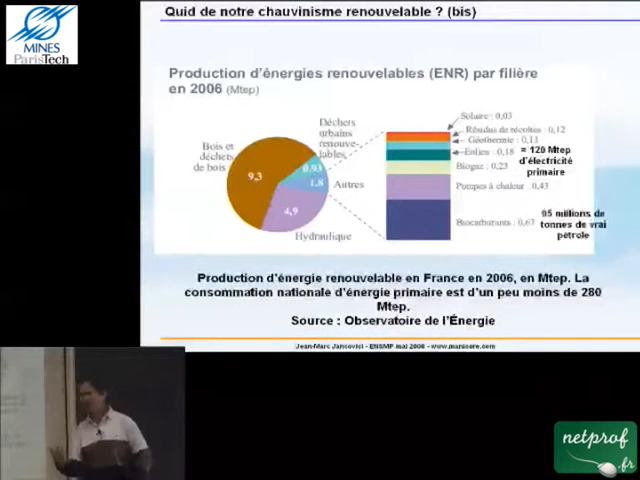 Quid de notre chauvinisme renouvelable ? (bis)
MINES
ParisTech
Production d'énergies renouvelables (ENR) par filière
en 2006 (Mtep)
Déchets
urbains
renouve-
lables
Bois et
déchets
de bois
9,3
0,93
1,8
4,9
Autres
Hydraulique
Solaire : 0,03
Résidus de récoltes : 0,12
Géothermie : 0,13
Eolien : 0,18
Biogaz : 0,23
Pompes à chaleur : 0,43
Biocarburants : 0,67
= 120 Mtep
d'électricité
primaire
95 millions de
tonnes de vrai
pétrole
Production d'énergie renouvelable en France en 2006, en Mtep. La
consommation nationale d'énergie primaire est d'un peu moins de 280
Mtep.
Source : Observatoire de l'Énergie
Jean-Marc Jancovici - ENSMP mai 2008 - www.manicore.com
netprof
.fr